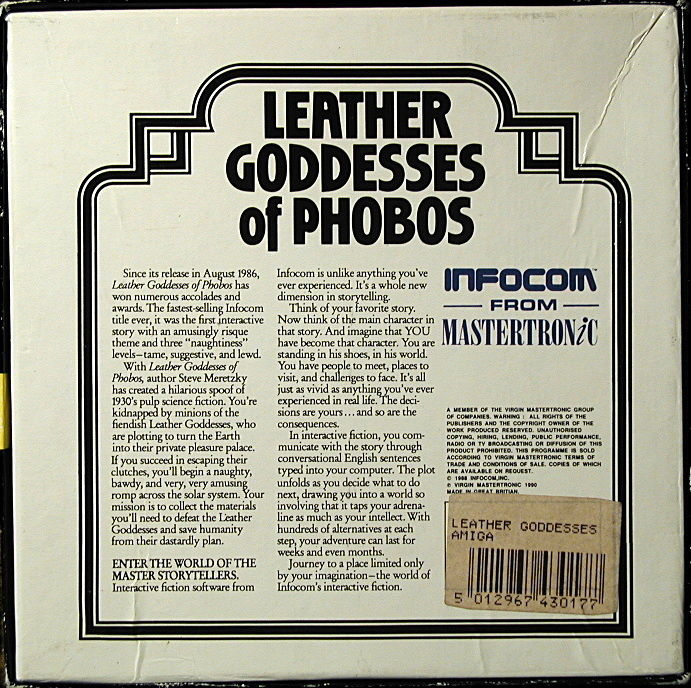 LEATHER
GODDESSES
of PHOBOS
Since its release in August 1986,
Leather Goddesses of Phobos has
won numerous accolades and
awards. The fastest-selling Infocom
title ever, it was the first interactive
story with an amusingly risque
theme and three "naughtiness"
levels–tame, suggestive, and lewd.
With Leather Goddesses of
Phobos, author Steve Meretzky
has created a hilarious spoof of
1930's pulp science fiction. You're
kidnapped by minions of the
fiendish Leather Goddesses, who
are plotting to turn the Earth
into their private pleasure palace.
If you succeed in escaping their
clutches, you'll begin a naughty,
bawdy, and very, very amusing
romp across the solar system. Your
mission is to collect the materials
you'll need to defeat the Leather
Goddesses and save humanity
from their dastardly plan.
ENTER THE WORLD OF THE
MASTER STORYTELLERS.
Interactive fiction software from
Infocom is unlike anything you've
ever experienced. It's a whole new
dimension in storytelling.
Think of your favorite story.
Now think of the main character in
that story. And imagine that YOU
have become that character. You are
standing in his shoes, in his world.
You have people to meet, places to
visit, and challenges to face. It's all
just as vivid as anything you've ever
experienced in real life. The deci-
sions are yours...and so are the
consequences.
In interactive fiction, you com-
municate with the story through
conversational English sentences
typed into your computer. The plot
unfolds as you decide what to do
next, drawing you into a world so
involving that it taps your adrena-
line as much as your intellect. With
hundreds of alternatives at each
step, your adventure can last for
weeks and even months.
Journey to a place limited only
by your imagination–the world of
Infocom's interactive fiction.
INFOCOM™
FROM
MASTERTRONiC
A MEMBER OF THE VIRGIN MASTERTRONIC GROUP
OF COMPANIES. WARNING : ALL RIGHTS OF THE
PUBLISHERS AND THE COPYRIGHT OWNER OF THE
WORK PRODUCED RESERVED. UNAUTHORISED
COPYING, HIRING, LENDING, PUBLIC PERFORMANCE,
RADIO OR TV BROADCASTING OR DIFFUSION OF THIS
PRODUCT PROHIBITED. THIS PROGRAMME IS SOLD
ACCORDING TO VIRGIN MASTERTRONIC TERMS OF
TRADE AND CONDITIONS OF SALE. COPIES OF WHICH
ARE AVAILABLE ON REQUEST.
© 1986 INFOCOM,INC.
© VIRGIN MASTERTRONIC 1990
MADE IN GREAT BRITIAN.
LEATHER GODDESSES
AMIGA
5 012967 430177